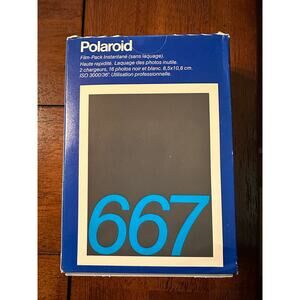 Polaroid
Film-Pack Instantané (sans laquage).
Haute rapidité. Laquage des photos inutile.
2 chargeurs, 16 photos noir et blanc. 8,5x10,8 cm.
ISO 3000/36°. Utilisation professionnelle.
667